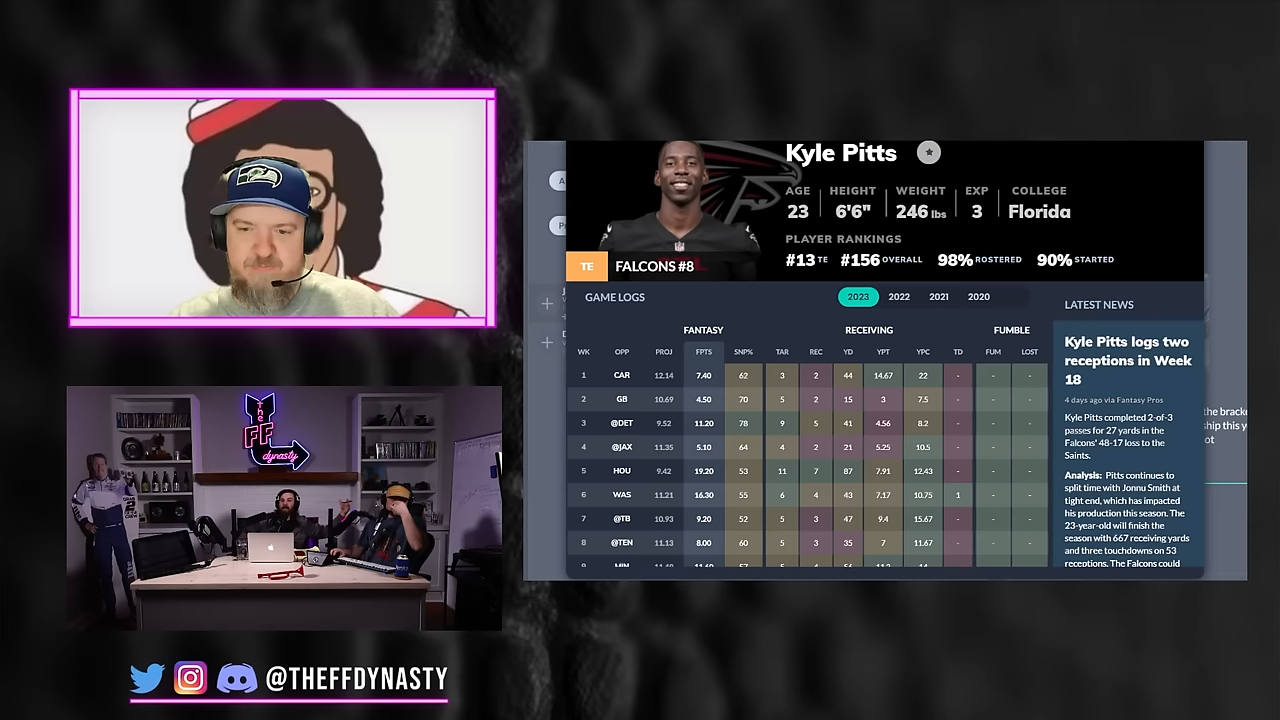 Kyle Pitts
AGE HEIGHT WEIGHT EXP COLLEGE
23 6'6" 246 lbs 3 Florida
PLAYER RANKINGS
#13 TE #156 OVERALL 98% ROSTERED 90% STARTED
TE FALCONS #8
GAME LOGS 2023 2022 2021 2020
FANTASY RECEIVING FUMBLE
WK OPP PROJ FPTS SNP% TAR REC YD YPT YPC TD FUM LOST
1 CAR 12.14 7.40 62 3 2 44 14.67 22 - - -
2 GB 10.69 4.50 70 5 2 15 3 7.5 - - -
3 @DET 9.52 11.20 78 9 5 41 4.56 8.2 - - -
4 @JAX 11.35 5.10 64 4 2 21 5.25 10.5 - - -
5 HOU 9.42 19.20 53 11 7 87 7.91 12.43 - - -
6 WAS 11.21 16.30 55 6 4 43 7.17 10.75 1 - -
7 @TB 10.93 9.20 52 5 3 47 9.4 15.67 - - -
8 @TEN 11.13 8.00 60 5 3 35 7 11.67 - - -
LATEST NEWS
Kyle Pitts logs two
receptions in Week
18
4 days ago via Fantasy Pros
Kyle Pitts completed 2-of-3
passes for 27 yards in the
Falcons' 48-17 loss to the
Saints.
Analysis: Pitts continues to
split time with Jonnu Smith at
tight end, which has impacted
his production this season. The
23-year-old will finish the
season with 667 receiving yards
and three touchdowns on 53
receptions. The Falcons could
the bracke
ship this y
ot
The
FF
dynasty
@THEFFDYNASTY